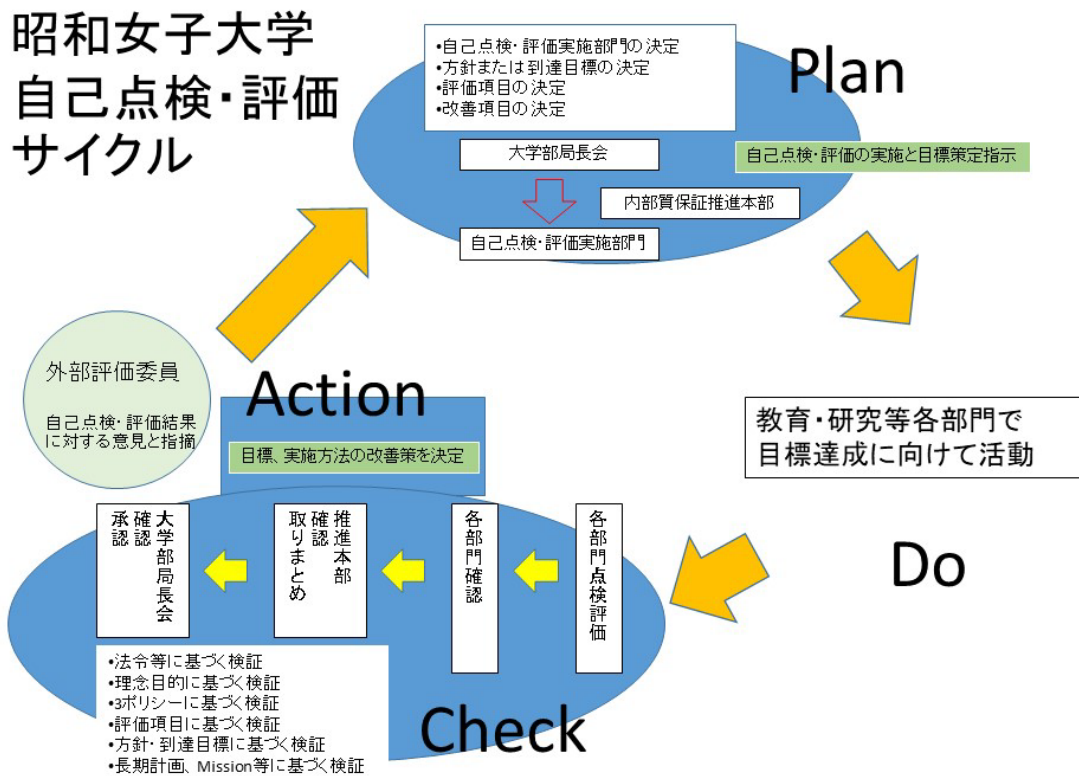 昭和女子大学
自己点検・評価
サイクル
•自己点検・評価実施部門の決定
•方針または到達目標の決定
•評価項目の決定
•改善項目の決定
Plan
大学部局長会
自己点検・評価の実施と目標策定指示
内部質保証推進本部
自己点検・評価実施部門
外部評価委員
自己点検・評価結果
に対する意見と指摘
Action
目標、実施方法の改善策を決定
教育・研究等各部門で
目標達成に向けて活動
Do
各部門点検評価
各部門確認
推進本部
確認
取りまとめ
大学部局長会
確認
承認
•法令等に基づく検証
•理念目的に基づく検証
•3ポリシーに基づく検証
•評価項目に基づく検証
•方針・到達目標に基づく検証
•長期計画、Mission等に基づく検証
Check